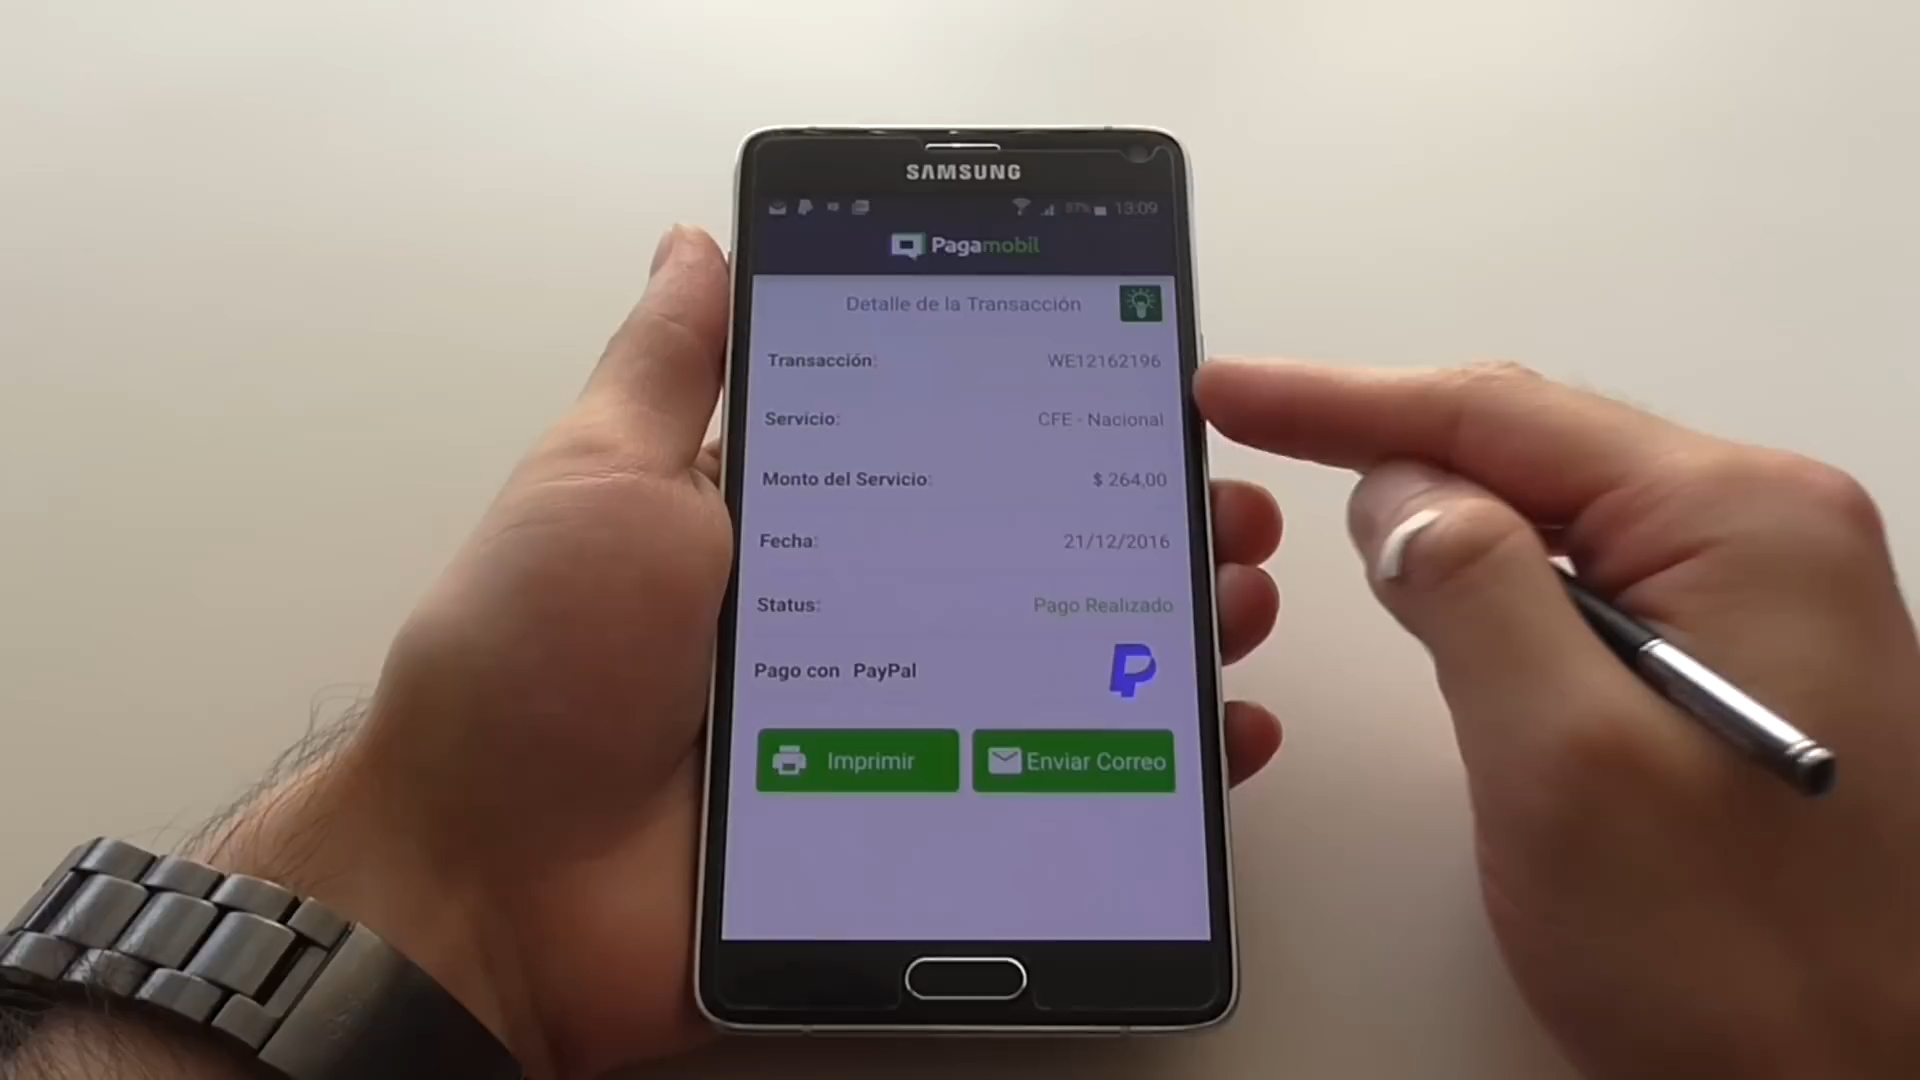 SAMSUNG
87% 13:09
Pagamobil
Detalle de la Transacción
Transacción: WE12162196
Servicio: CFE - Nacional
Monto del Servicio: $ 264,00
Fecha: 21/12/2016
Status: Pago Realizado
Pago con PayPal
Imprimir Enviar Correo